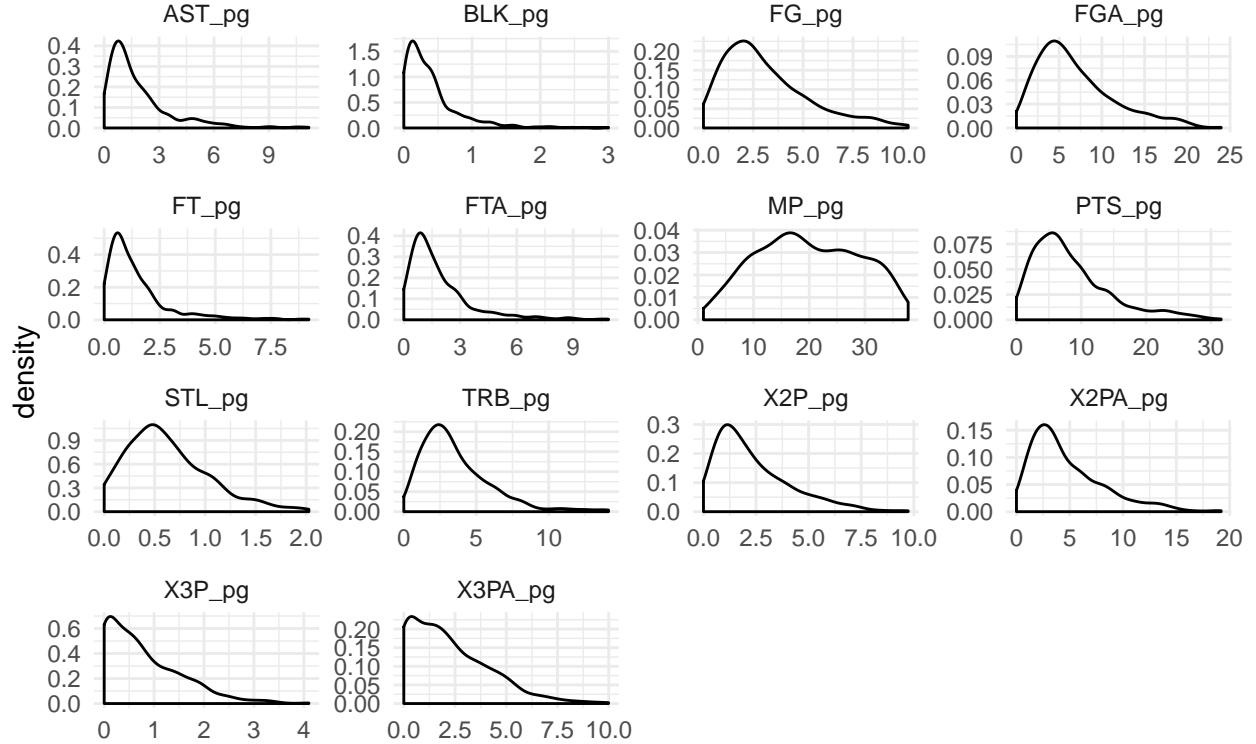 AST_pg BLK_pg FG_pg FGA_pg
0.4 1.5 0.20 0.09
0.3 1.0 0.15 0.06
0.2 0.5 0.10 0.03
0.1 0.0 0.05 0.00
0.0 0.00
0 3 6 9 0 1 2 3 0.0 2.5 5.0 7.5 10.0 0 5 10 15 20 25
FT_pg FTA_pg MP_pg PTS_pg
0.4 0.4 0.04 0.075
0.2 0.3 0.03 0.050
0.0 0.2 0.02 0.025
0.1 0.01 0.000
0.0 0.00
0.0 2.5 5.0 7.5 0 3 6 9 0 10 20 30 0 10 20 30
density
STL_pg TRB_pg X2P_pg X2PA_pg
0.9 0.20 0.3 0.15
0.6 0.15 0.2 0.10
0.3 0.10 0.1 0.05
0.0 0.05 0.0 0.00
0.00
0.0 0.5 1.0 1.5 2.0 0 5 10 0.0 2.5 5.0 7.5 10.0 0 5 10 15 20
X3P_pg X3PA_pg
0.6 0.20
0.4 0.15
0.2 0.10
0.0 0.05
0.00
0 1 2 3 4 0.0 2.5 5.0 7.5 10.0